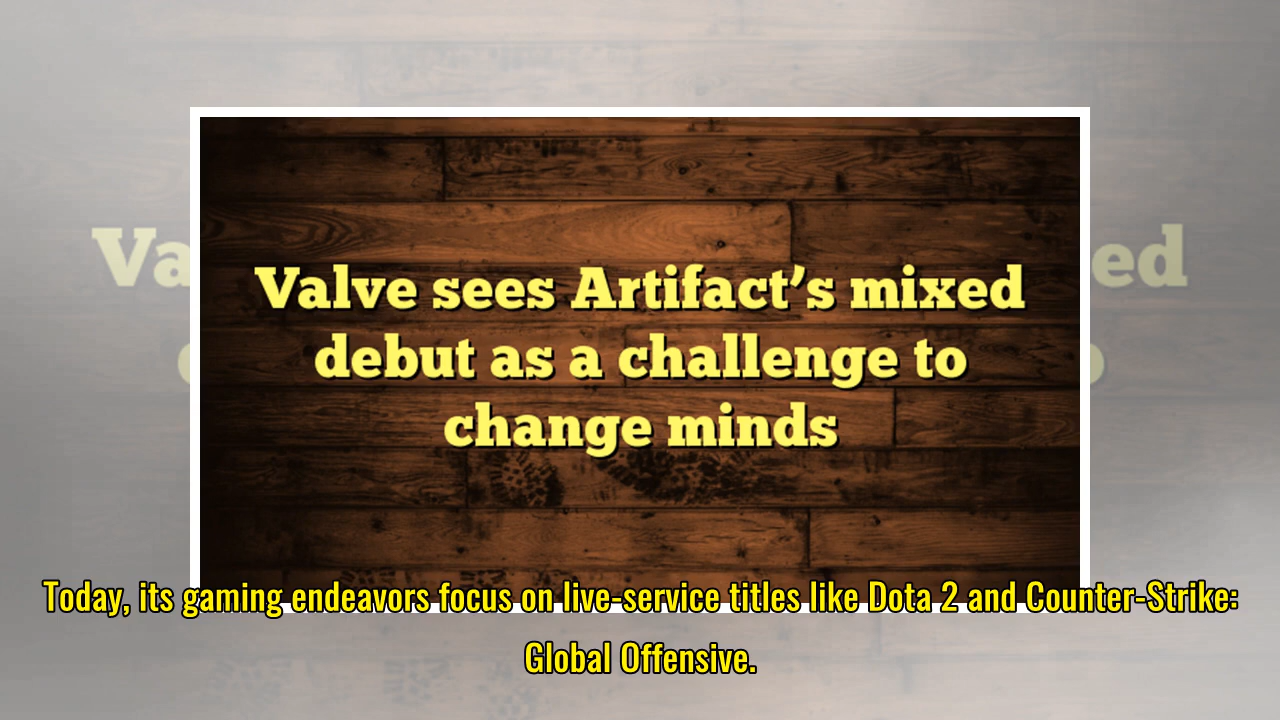 Valve sees Artifact’s mixed
debut as a challenge to
change minds
Today, its gaming endeavors focus on live-service titles like Dota 2 and Counter-Strike:
Global Offensive.